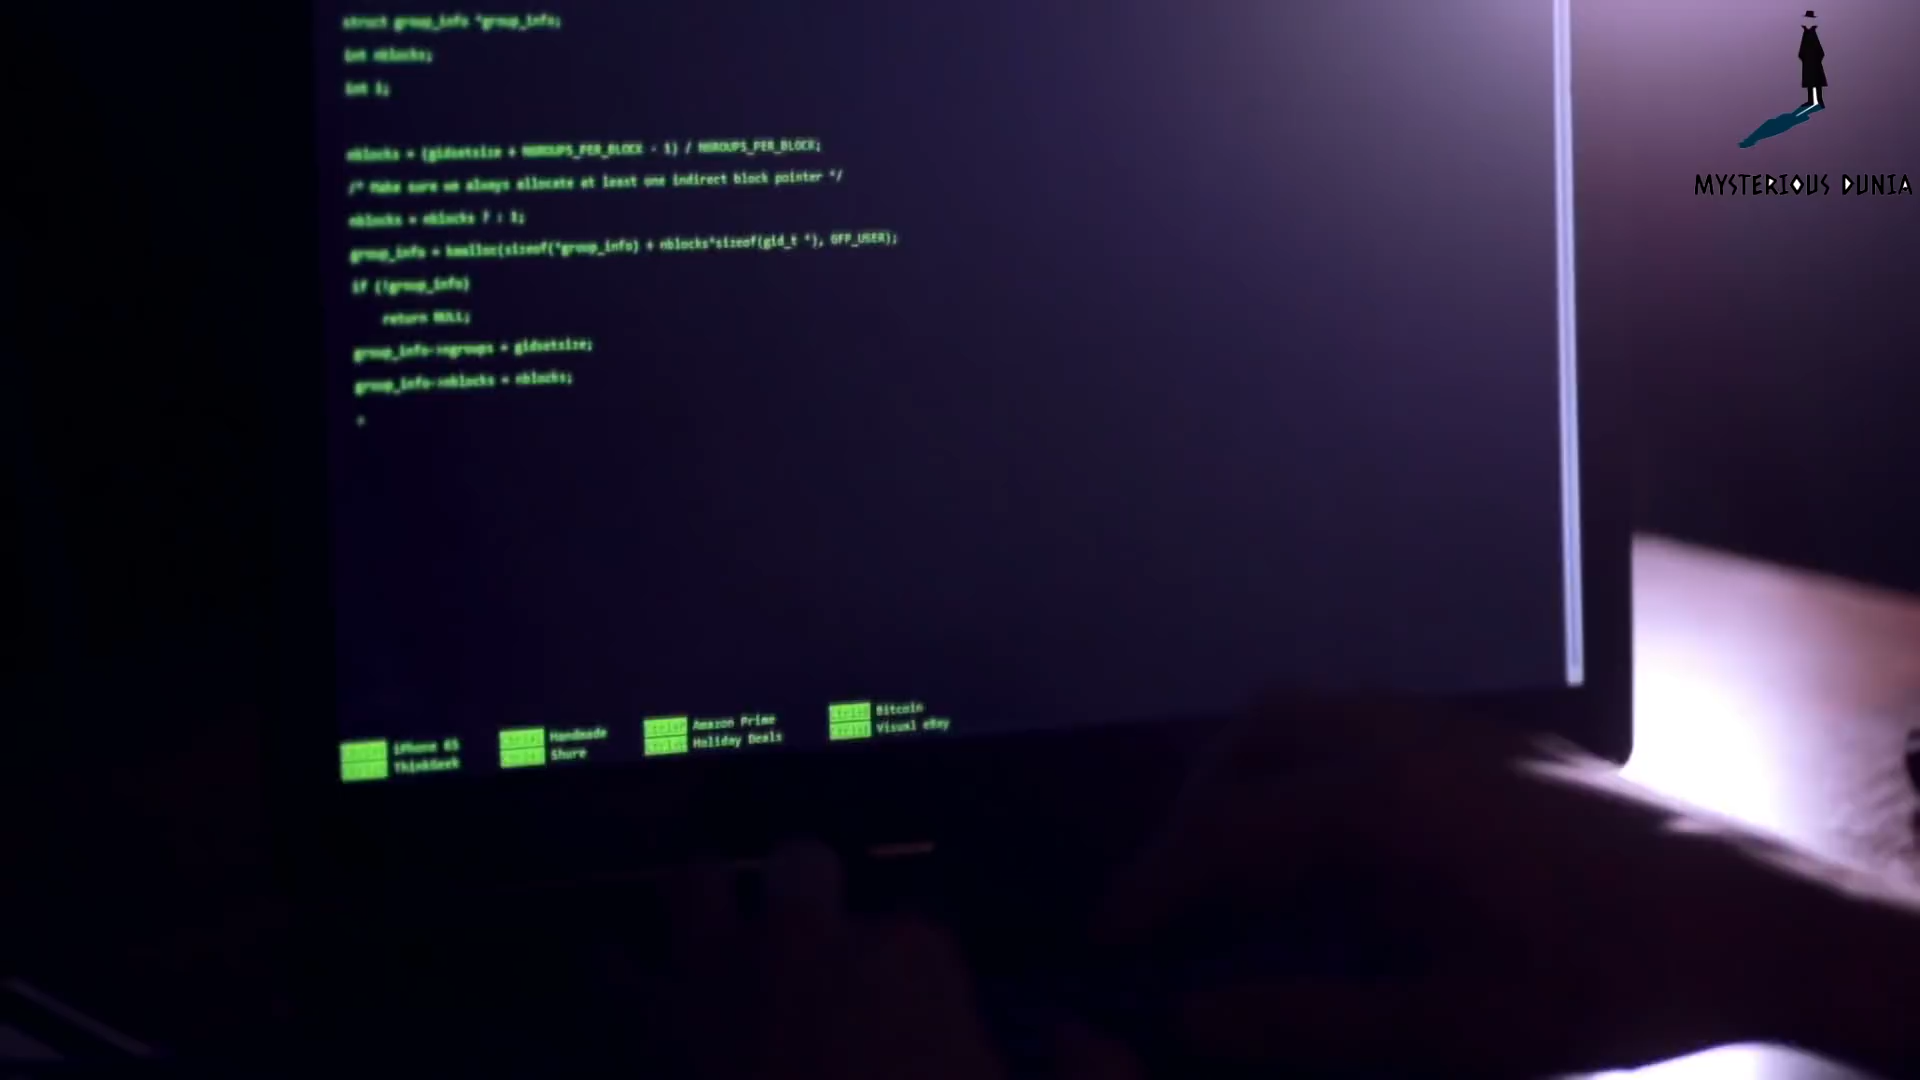 struct group_info *group_info;
int nblocks;
int i;
nblocks = (gidsetsize + NGROUPS_PER_BLOCK - 1) / NGROUPS_PER_BLOCK;
/* Make sure we always allocate at least one indirect block pointer */
nblocks = nblocks ? : 1;
group_info = kmalloc(sizeof(*group_info) + nblocks*sizeof(gid_t *), GFP_USER);
if (!group_info)
return NULL;
group_info->ngroups = gidsetsize;
group_info->nblocks = nblocks;
iPhone 6S
Handmade
Amazon Prime
Bitcoin
ThinkGeek
Shure
Holiday Deals
Visual eBay
MYSTERIOUS DUNIA